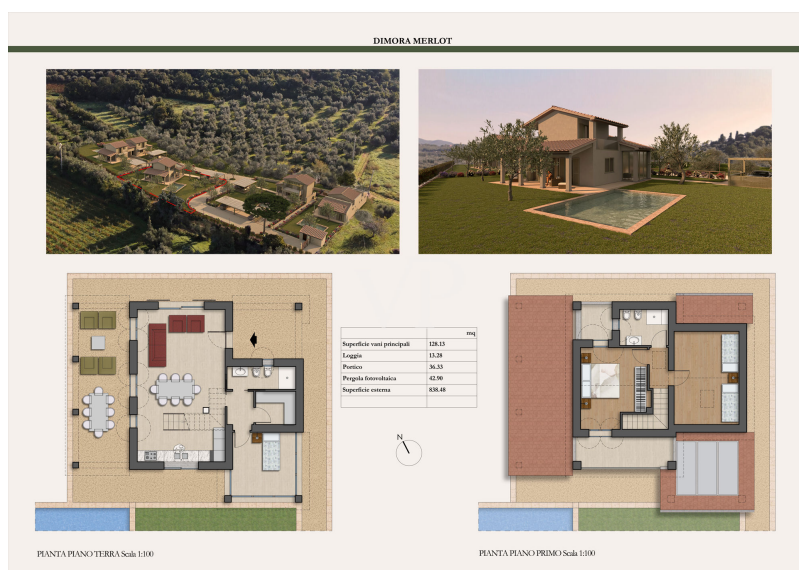 DIMORA MERLOT
mq
Superficie vani principali 128.13
Loggia 13.28
Portico 36.33
Pergola fotovoltaica 42.90
Superficie esterna 838.48
N
PIANTA PIANO TERRA Scala 1:100
PIANTA PIANO PRIMO Scala 1:100